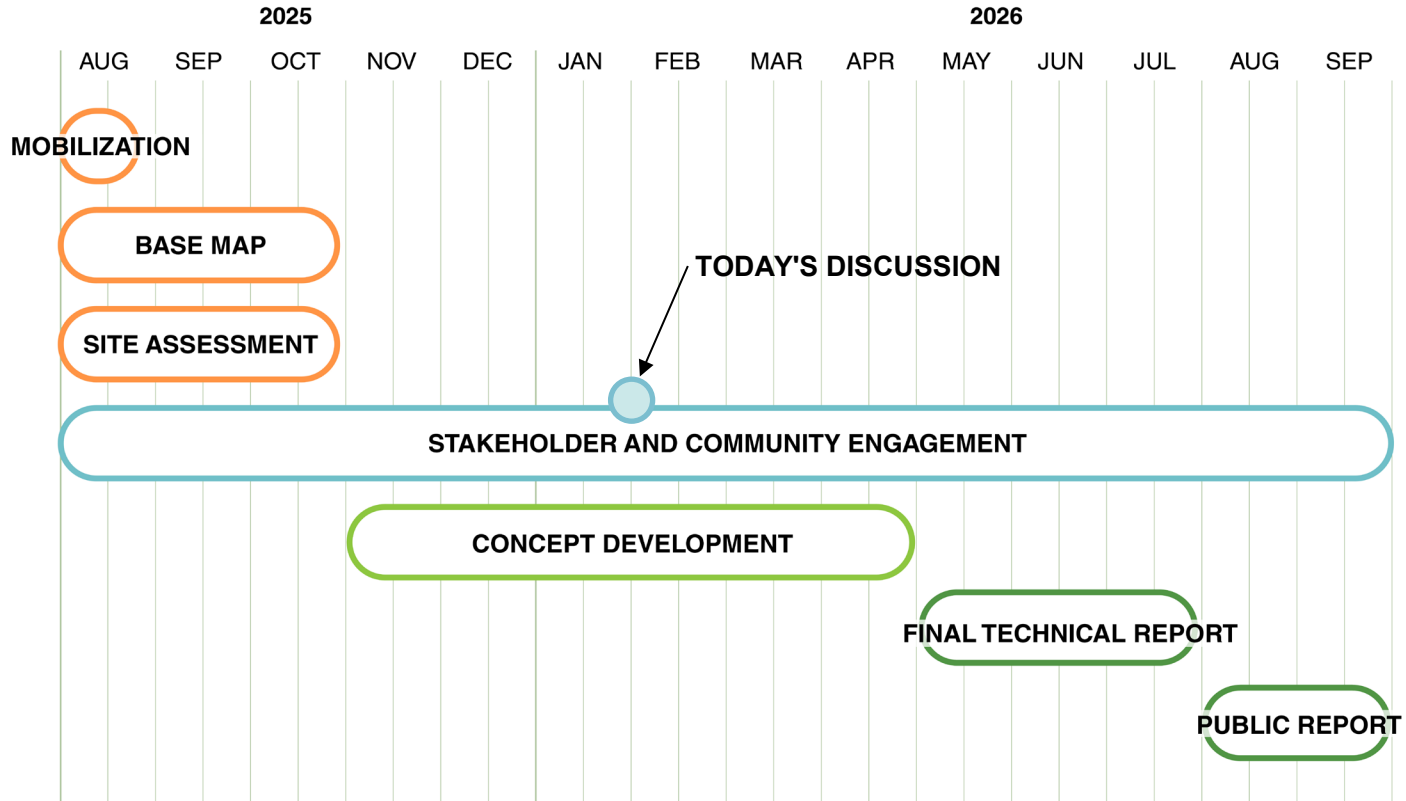 2025 2026
AUG SEP OCT NOV DEC JAN FEB MAR APR MAY JUN JUL AUG SEP
MOBILIZATION
BASE MAP
TODAY'S DISCUSSION
SITE ASSESSMENT
STAKEHOLDER AND COMMUNITY ENGAGEMENT
CONCEPT DEVELOPMENT
FINAL TECHNICAL REPORT
PUBLIC REPORT